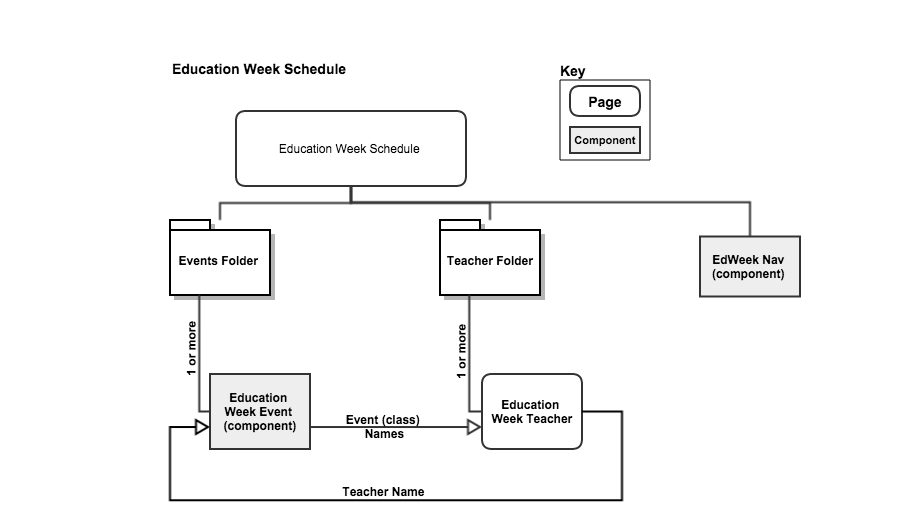 Education Week Schedule
Key
Page
Component
Education Week Schedule
Events Folder
Teacher Folder
EdWeek Nav
(component)
1 or more
1 or more
Education
Week Event
(component)
Event (class)
Names
Education
Week Teacher
Teacher Name